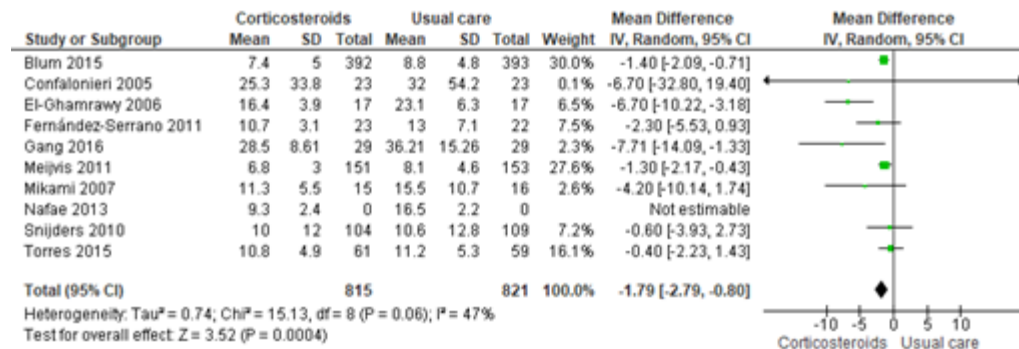 Corticosteroids Usual care Mean Difference Mean Difference
Study or Subgroup Mean SD Total Mean SD Total Weight IV, Random, 95% CI IV, Random, 95% CI
Blum 2015 7.4 5 392 8.8 4.8 393 30.0% -1.40 [-2.09, -0.71]
Confalonieri 2005 25.3 33.8 23 32 54.2 23 0.1% -6.70 [-32.80, 19.40]
El-Ghamrawy 2006 16.4 3.9 17 23.1 6.3 17 6.5% -6.70 [-10.22, -3.18]
Fernández-Serrano 2011 10.7 3.1 23 13 7.1 22 7.5% -2.30 [-5.53, 0.93]
Gang 2016 28.5 8.61 29 36.21 15.26 29 2.3% -7.71 [-14.09, -1.33]
Meijvis 2011 6.8 3 151 8.1 4.6 153 27.6% -1.30 [-2.17, -0.43]
Mikami 2007 11.3 5.5 15 15.5 10.7 16 2.6% -4.20 [-10.14, 1.74]
Nafae 2013 9.3 2.4 0 16.5 2.2 0 Not estimable
Snijders 2010 10 12 104 10.6 12.8 109 7.2% -0.60 [-3.93, 2.73]
Torres 2015 10.8 4.9 61 11.2 5.3 59 16.1% -0.40 [-2.23, 1.43]
Total (95% CI) 815 821 100.0% -1.79 [-2.79, -0.80]
Heterogeneity: Tau² = 0.74; Chi² = 15.13, df = 8 (P = 0.06); I² = 47%
Test for overall effect: Z = 3.52 (P = 0.0004)
-10 -5 0 5 10
Corticosteroids Usual care